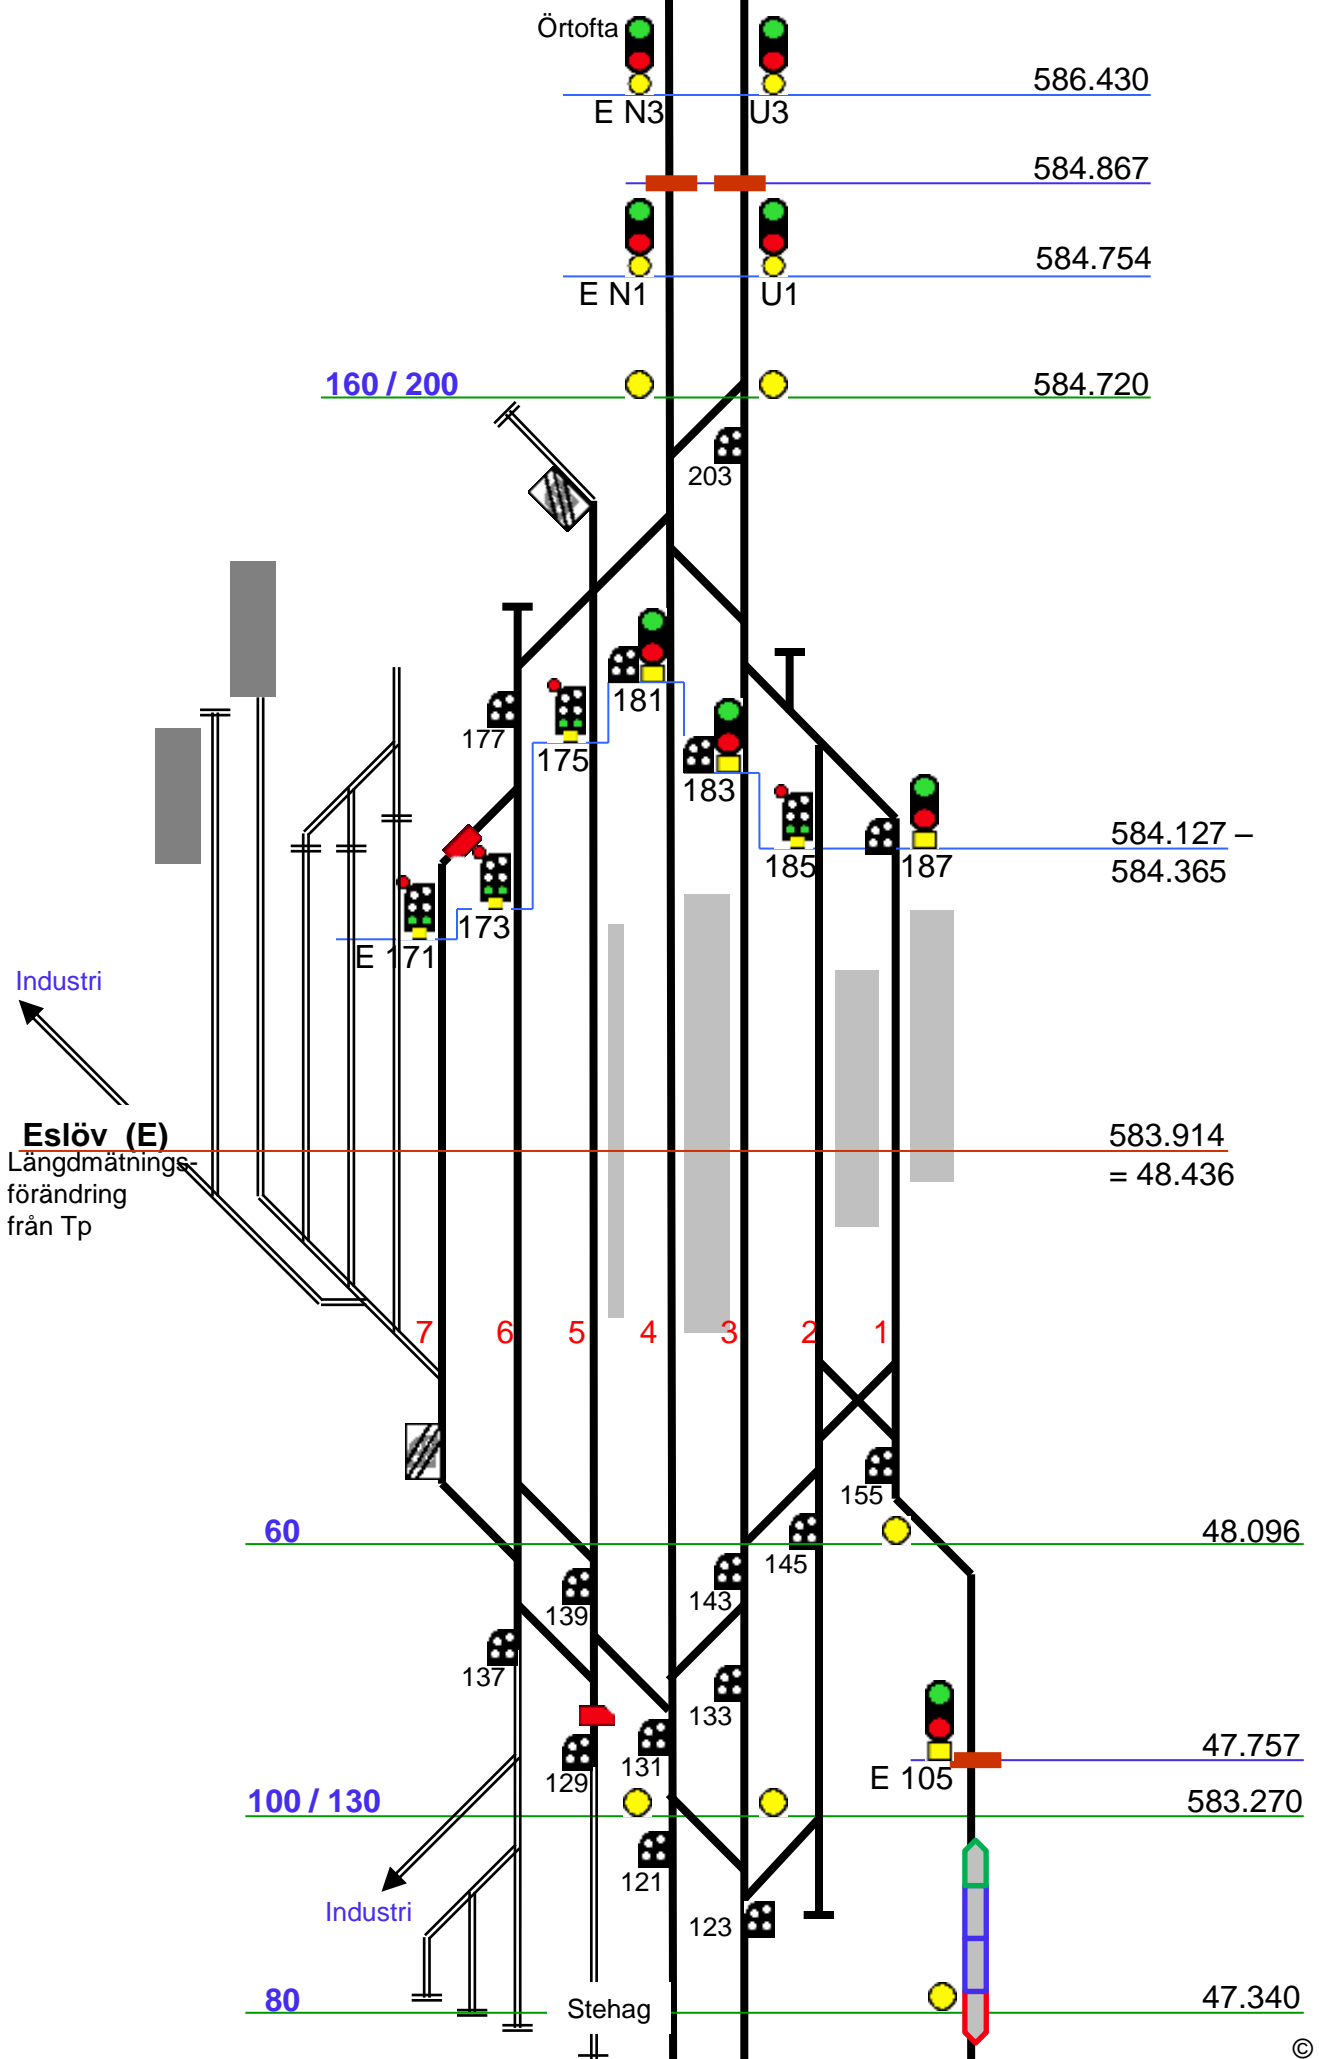 Örtofta
586.430
E N3
U3
584.867
584.754
E N1
U1
160 / 200
584.720
203
181
177
175
183
185
187
584.127 –
584.365
173
E 171
Industri
Eslöv (E)
583.914
Längdmätnings-
förändring
från Tp
= 48.436
7
6
5
4
3
2
1
155
60
48.096
145
139
143
137
133
131
129
47.757
E 105
100 / 130
583.270
121
Industri
123
80
Stehag
47.340
©